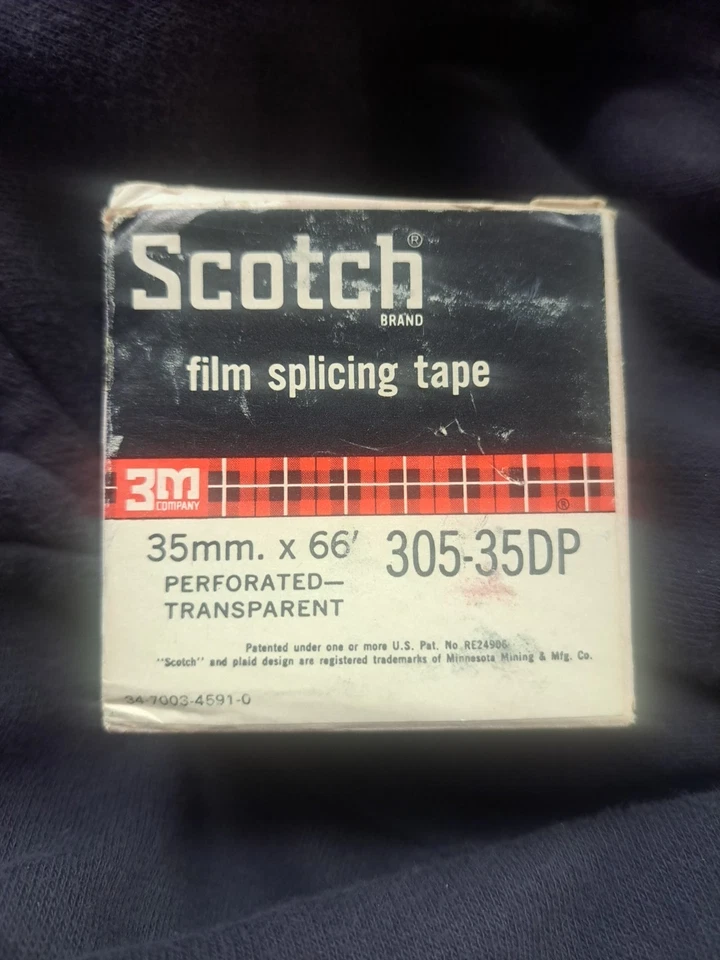 Scotch®
BRAND
film splicing tape
3M
COMPANY
®
35mm. x 66' 305-35DP
PERFORATED—
TRANSPARENT
Patented under one or more U.S. Pat. No RE24906
"Scotch" and plaid design are registered trademarks of Minnesota Mining & Mfg. Co.
34-7003-4591-0